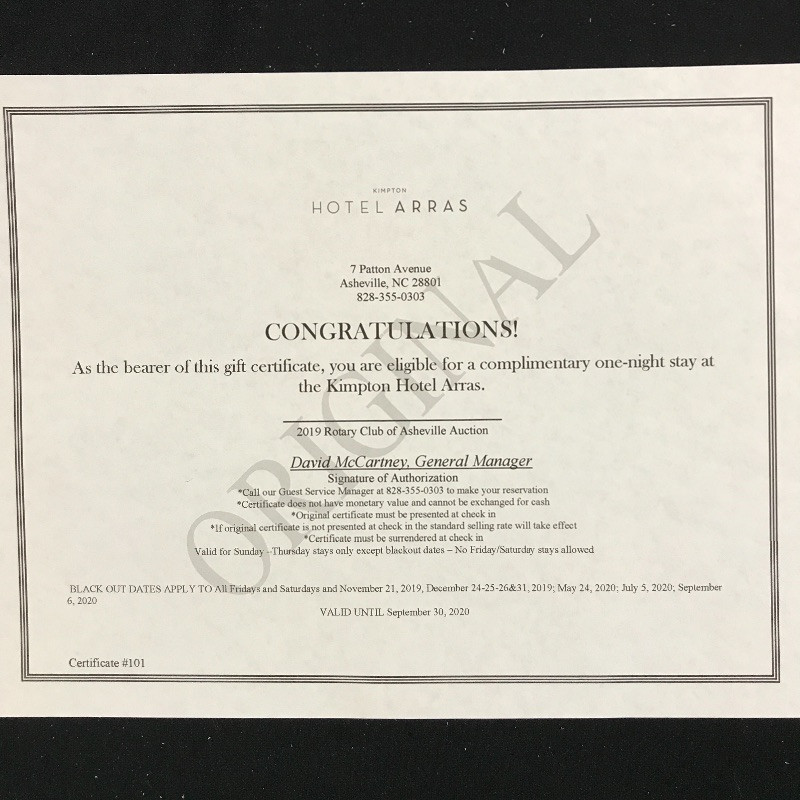 KIMPTON
HOTEL ARRAS
7 Patton Avenue
Asheville, NC 28801
828-355-0303
CONGRATULATIONS!
As the bearer of this gift certificate, you are eligible for a complimentary one-night stay at
the Kimpton Hotel Arras.
2019 Rotary Club of Asheville Auction
David McCartney, General Manager
Signature of Authorization
*Call our Guest Service Manager at 828-355-0303 to make your reservation
*Certificate does not have monetary value and cannot be exchanged for cash
*Original certificate must be presented at check in
*If original certificate is not presented at check in the standard selling rate will take effect
*Certificate must be surrendered at check in
Valid for Sunday –Thursday stays only except blackout dates – No Friday/Saturday stays allowed
BLACK OUT DATES APPLY TO All Fridays and Saturdays and November 21, 2019, December 24-25-26&31, 2019; May 24, 2020; July 5, 2020; September
6, 2020
VALID UNTIL September 30, 2020
Certificate #101
ORIGINAL